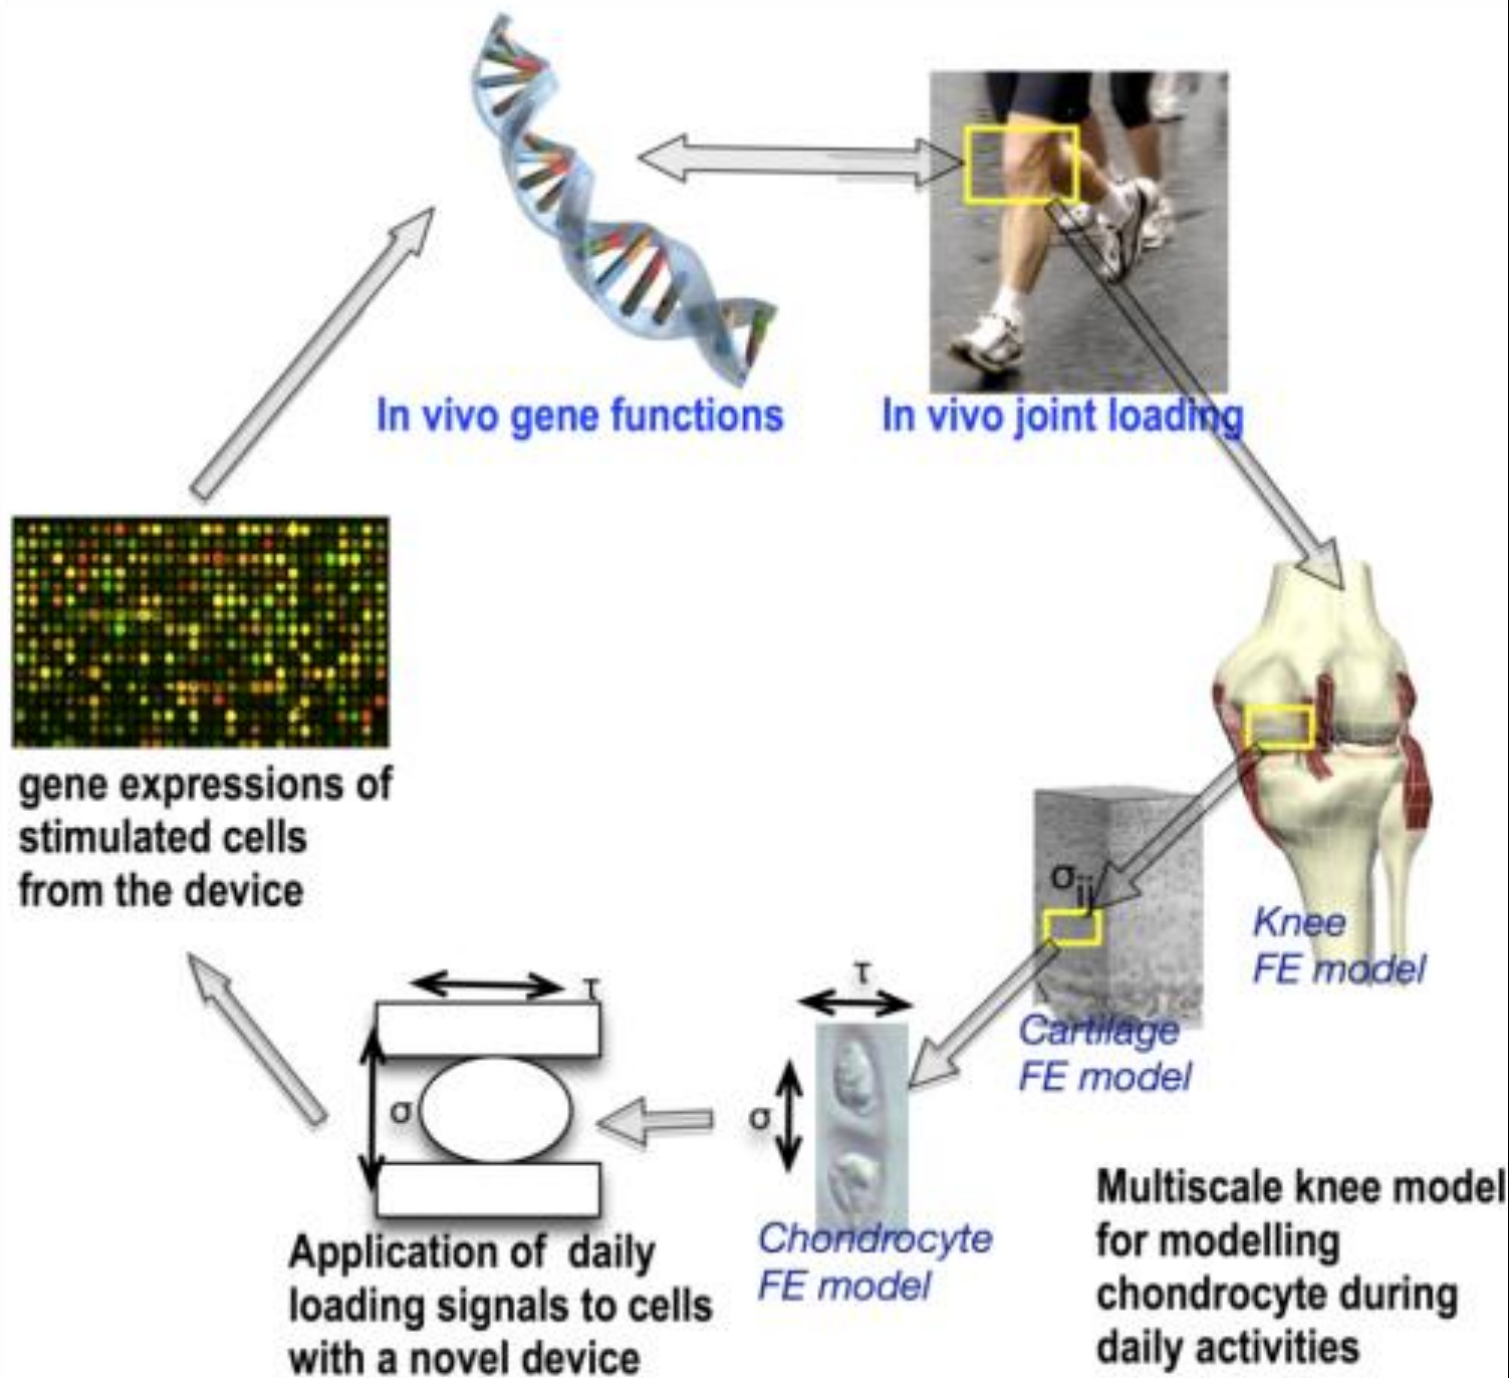 In vivo gene functions
In vivo joint loading
gene expressions of
stimulated cells
from the device
σij
Knee
FE model
Cartilage
FE model
τ
σ
Chondrocyte
FE model
τ
σ
Application of daily
loading signals to cells
with a novel device
Multiscale knee model
for modelling
chondrocyte during
daily activities